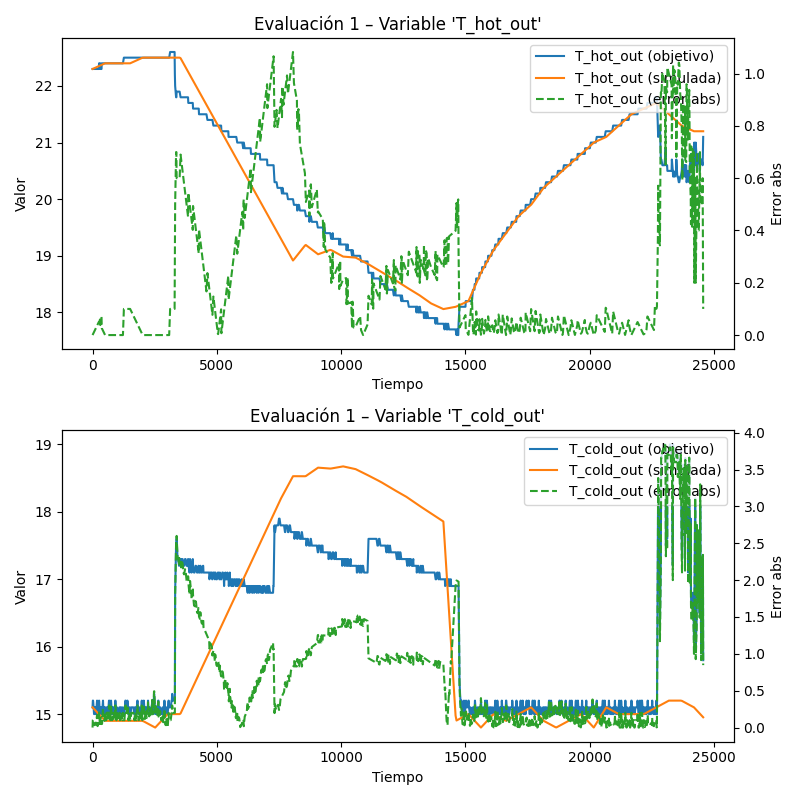 Evaluación 1 – Variable 'T_hot_out'
T_hot_out (objetivo)
T_hot_out (simulada)
T_hot_out (error abs)
Valor
Error abs
22
21
20
19
18
1.0
0.8
0.6
0.4
0.2
0.0
0 5000 10000 15000 20000 25000
Tiempo
Evaluación 1 – Variable 'T_cold_out'
T_cold_out (objetivo)
T_cold_out (simulada)
T_cold_out (error abs)
Valor
Error abs
19
18
17
16
15
4.0
3.5
3.0
2.5
2.0
1.5
1.0
0.5
0.0
0 5000 10000 15000 20000 25000
Tiempo